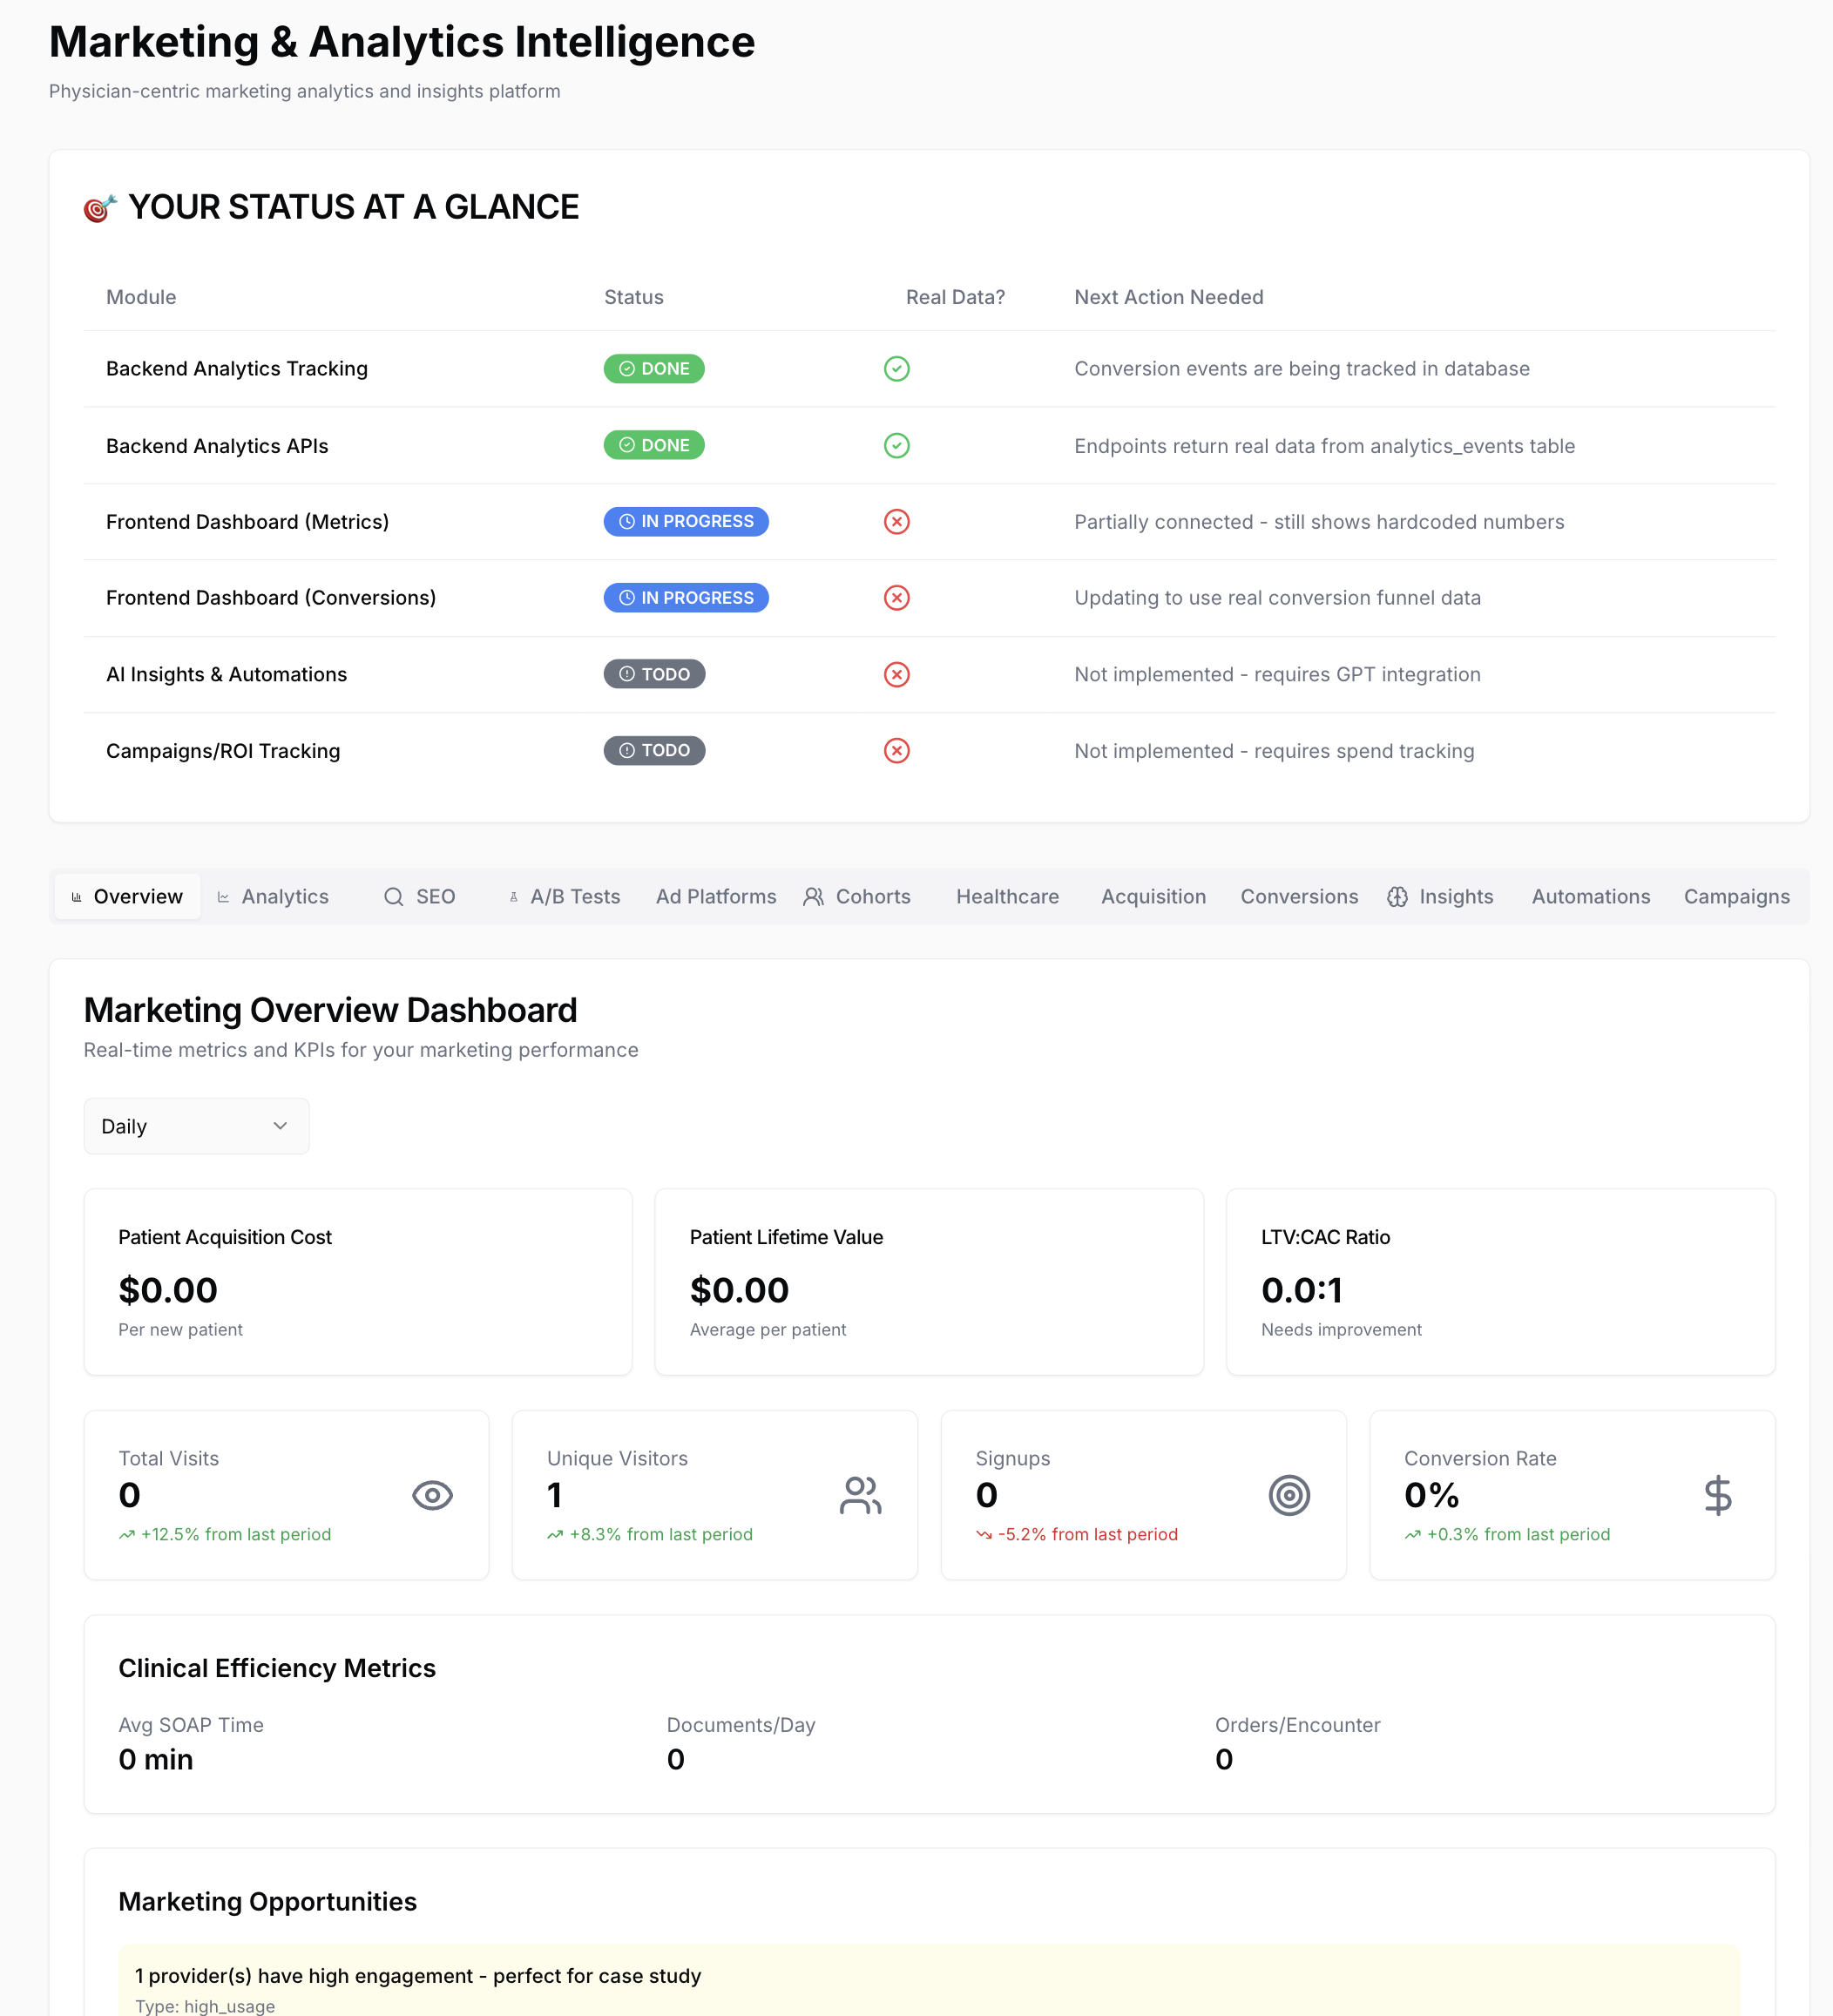 Marketing & Analytics Intelligence
Physician-centric marketing analytics and insights platform
YOUR STATUS AT A GLANCE
Module Status Real Data? Next Action Needed
Backend Analytics Tracking DONE Conversion events are being tracked in database
Backend Analytics APIs DONE Endpoints return real data from analytics_events table
Frontend Dashboard (Metrics) IN PROGRESS Partially connected - still shows hardcoded numbers
Frontend Dashboard (Conversions) IN PROGRESS Updating to use real conversion funnel data
AI Insights & Automations TODO Not implemented - requires GPT integration
Campaigns/ROI Tracking TODO Not implemented - requires spend tracking
Overview Analytics SEO A/B Tests Ad Platforms Cohorts Healthcare Acquisition Conversions Insights Automations Campaigns
Marketing Overview Dashboard
Real-time metrics and KPIs for your marketing performance
Daily
Patient Acquisition Cost
$0.00
Per new patient
Patient Lifetime Value
$0.00
Average per patient
LTV:CAC Ratio
0.0:1
Needs improvement
Total Visits
0
+12.5% from last period
Unique Visitors
1
+8.3% from last period
Signups
0
-5.2% from last period
Conversion Rate
0%
+0.3% from last period
Clinical Efficiency Metrics
Avg SOAP Time
0 min
Documents/Day
0
Orders/Encounter
0
Marketing Opportunities
1 provider(s) have high engagement - perfect for case study
Type: high_usage